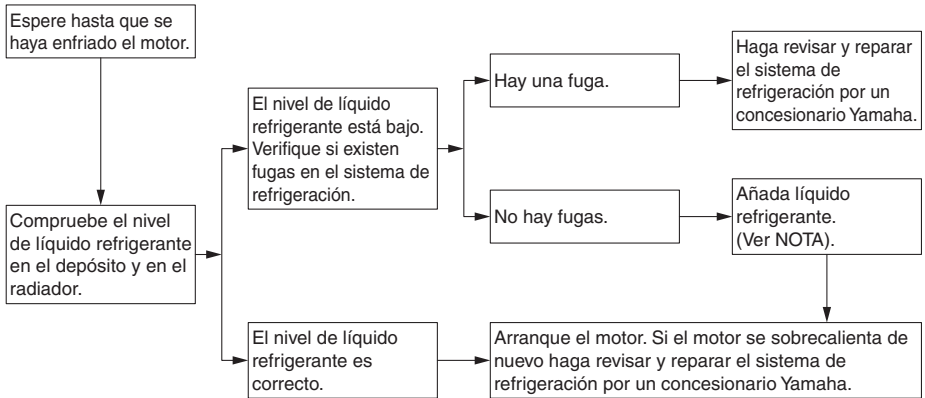 Espere hasta que se
haya enfriado el motor.
Compruebe el nivel
de líquido refrigerante
en el depósito y en el
radiador.
El nivel de líquido
refrigerante está bajo.
Verifique si existen
fugas en el sistema de
refrigeración.
Hay una fuga.
Haga revisar y reparar
el sistema de
refrigeración por un
concesionario Yamaha.
No hay fugas.
Añada líquido
refrigerante.
(Ver NOTA).
El nivel de líquido
refrigerante es
correcto.
Arranque el motor. Si el motor se sobrecalienta de
nuevo haga revisar y reparar el sistema de
refrigeración por un concesionario Yamaha.